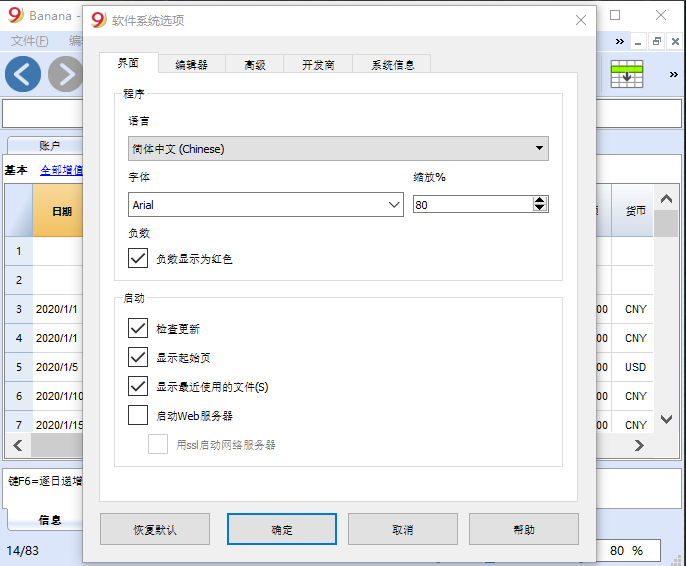 Banana -
软件系统选项
文件(F)
编
»
»
界面
编辑器
高级
开发商
系统信息
程序
语言
简体中文 (Chinese)
字体
缩放%
Arial
80
负数
负数显示为红色
启动
检查更新
显示起始页
显示最近使用的文件(S)
启动Web服务器
用ssl启动网络服务器
恢复默认
确定
取消
帮助
账户
基本 全部增值
日期
货币
1
2
3 2020/1/1 00 CNY
4 2020/1/1 00 CNY
5 2020/1/5 00 USD
6 2020/1/10 00 CNY
7 2020/1/15 00 CNY
键F6=逐日递增
信息
14/83
80 %